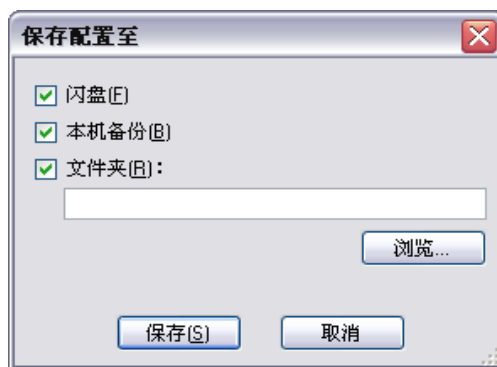 保存配置至
闪盘(F)
本机备份(B)
文件夹(R)：
浏览...
保存(S)
取消